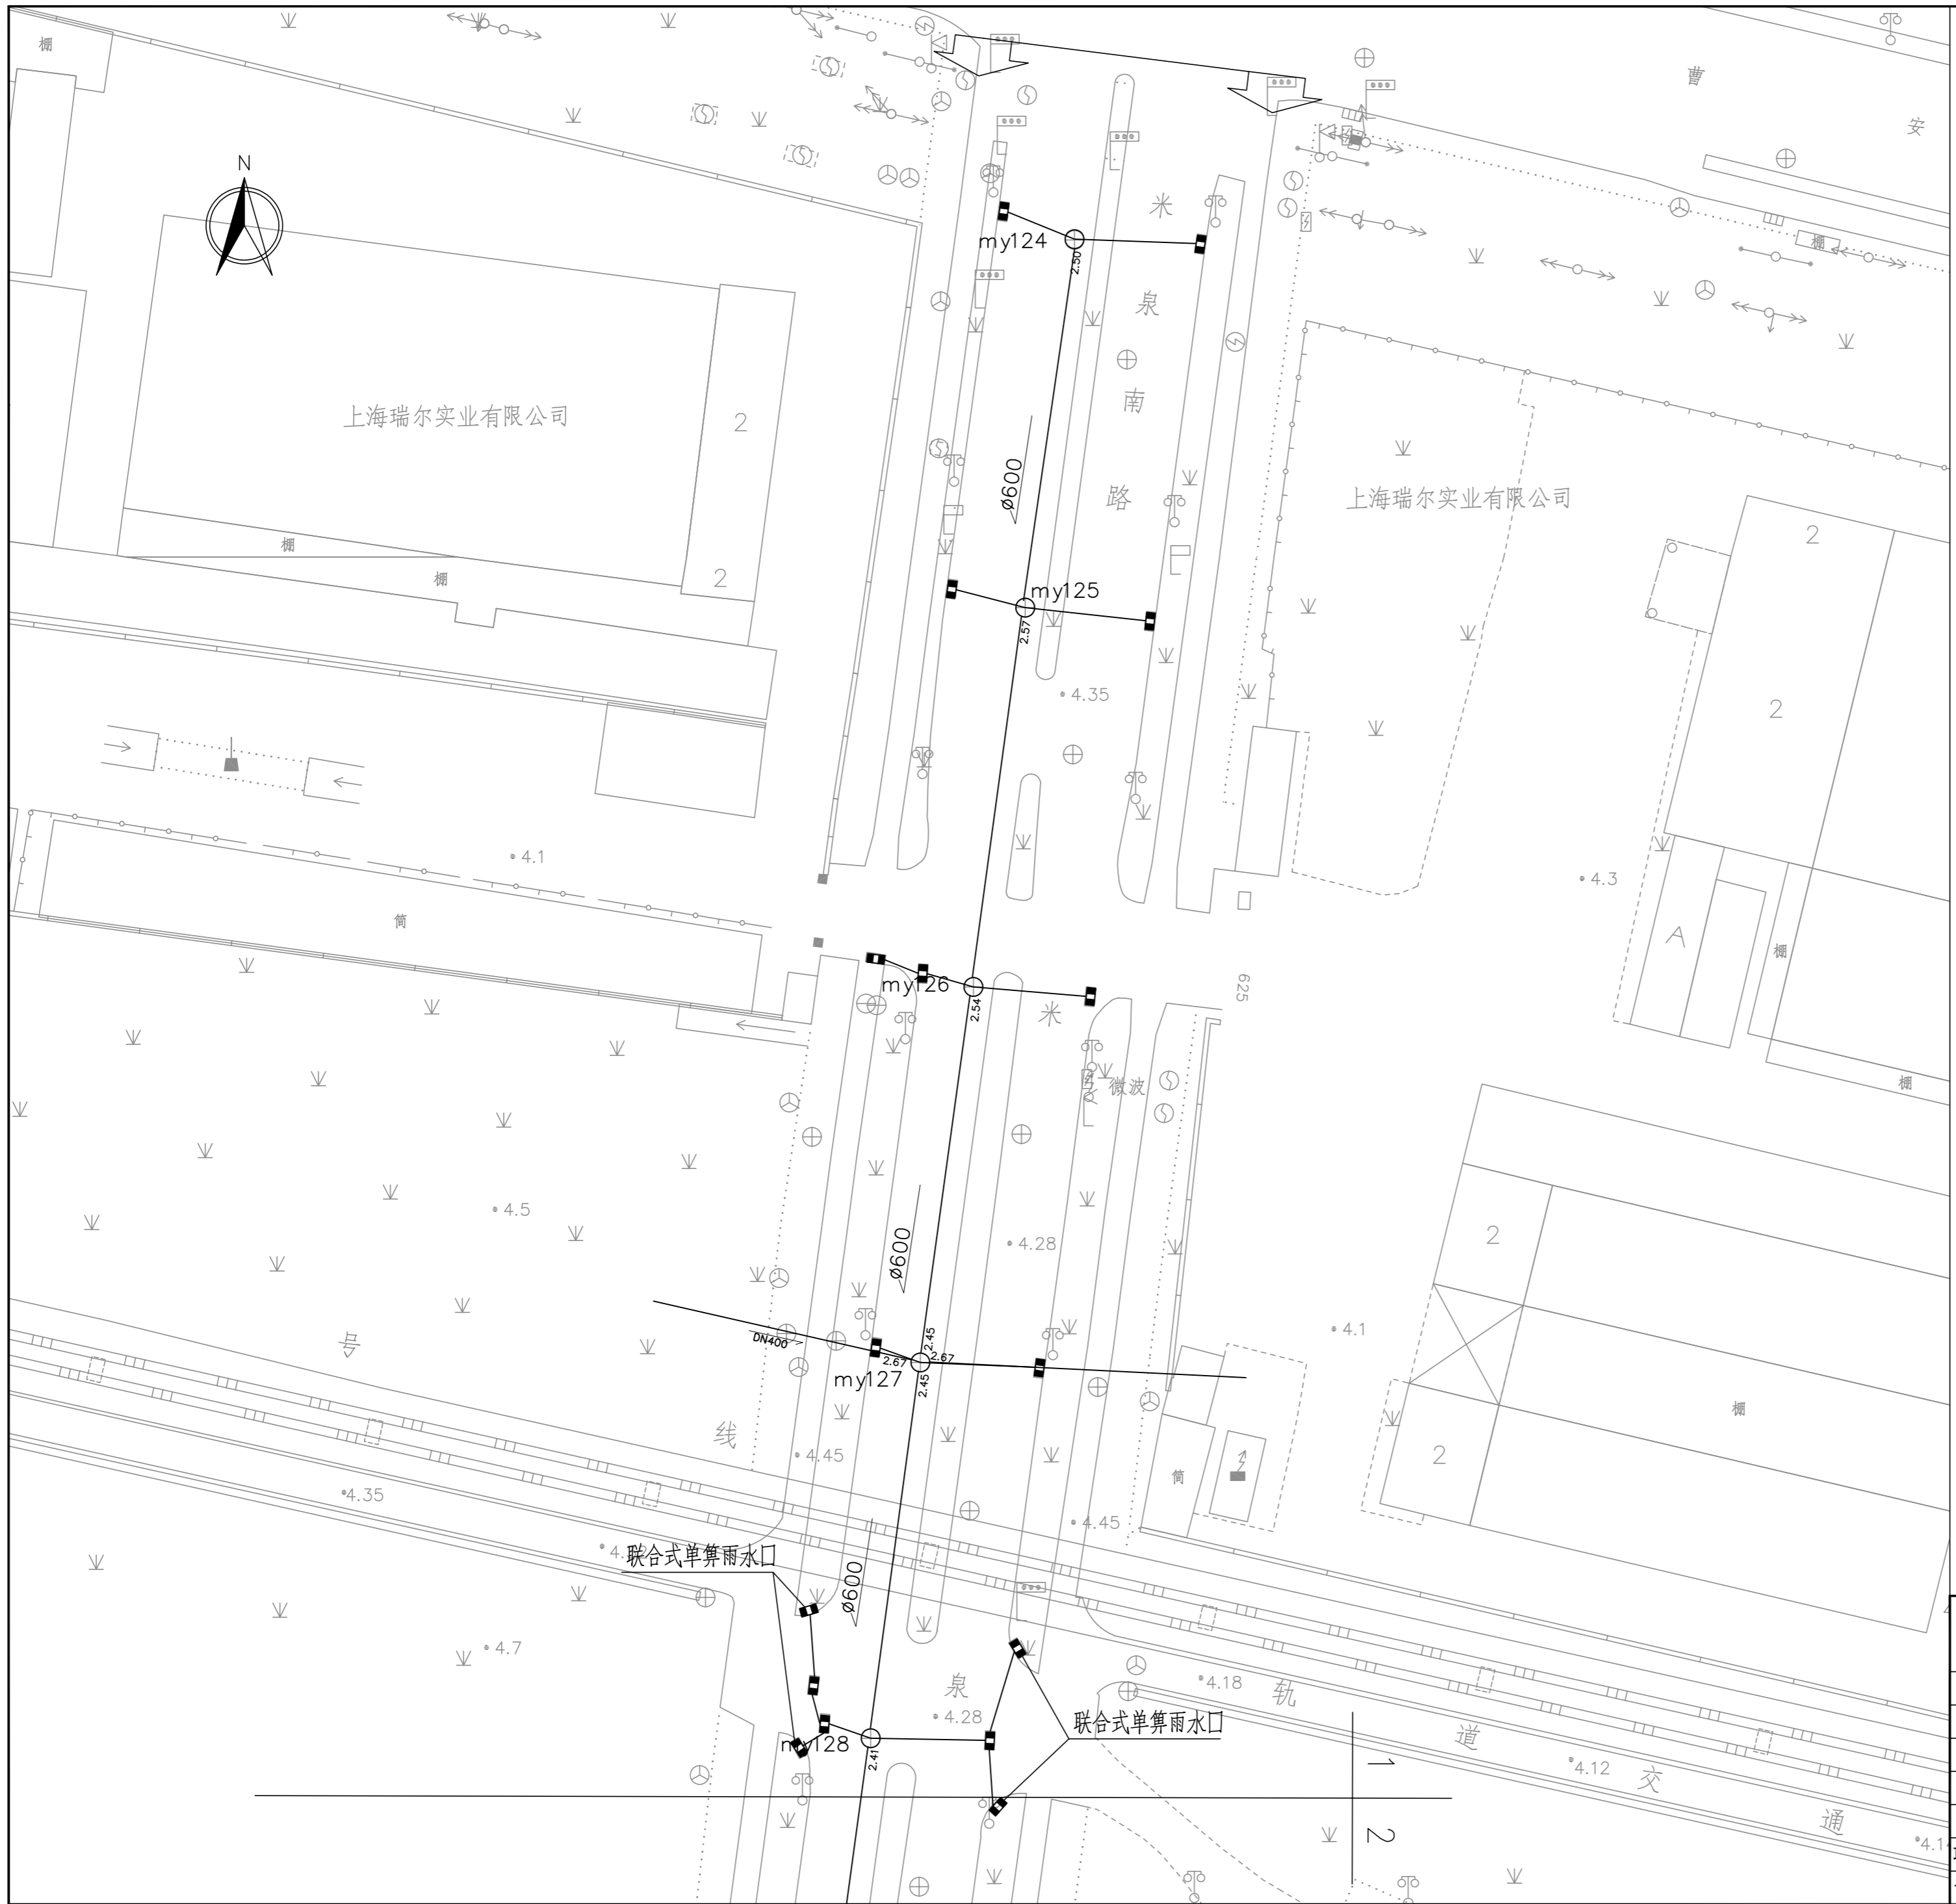 棚
曹
安
N
米
my124
2.50
棚
泉
上海瑞尔实业有限公司
2
南
ø600
路
上海瑞尔实业有限公司
2
棚
棚
2
my125
2.57
4.35
2
4.1
4.3
筒
A
棚
my126
2.54
625
米
微波
棚
4.5
ø600
4.28
2
号
DN400
2.45
2.67
2.67
my127
2.45
4.1
棚
线
4.45
2
筒
4.35
4.45
联合式单箅雨水口
ø600
4.7
泉
4.28
4.18
轨
联合式单箅雨水口
道
my128
2.41
1
4.12
交
2
通